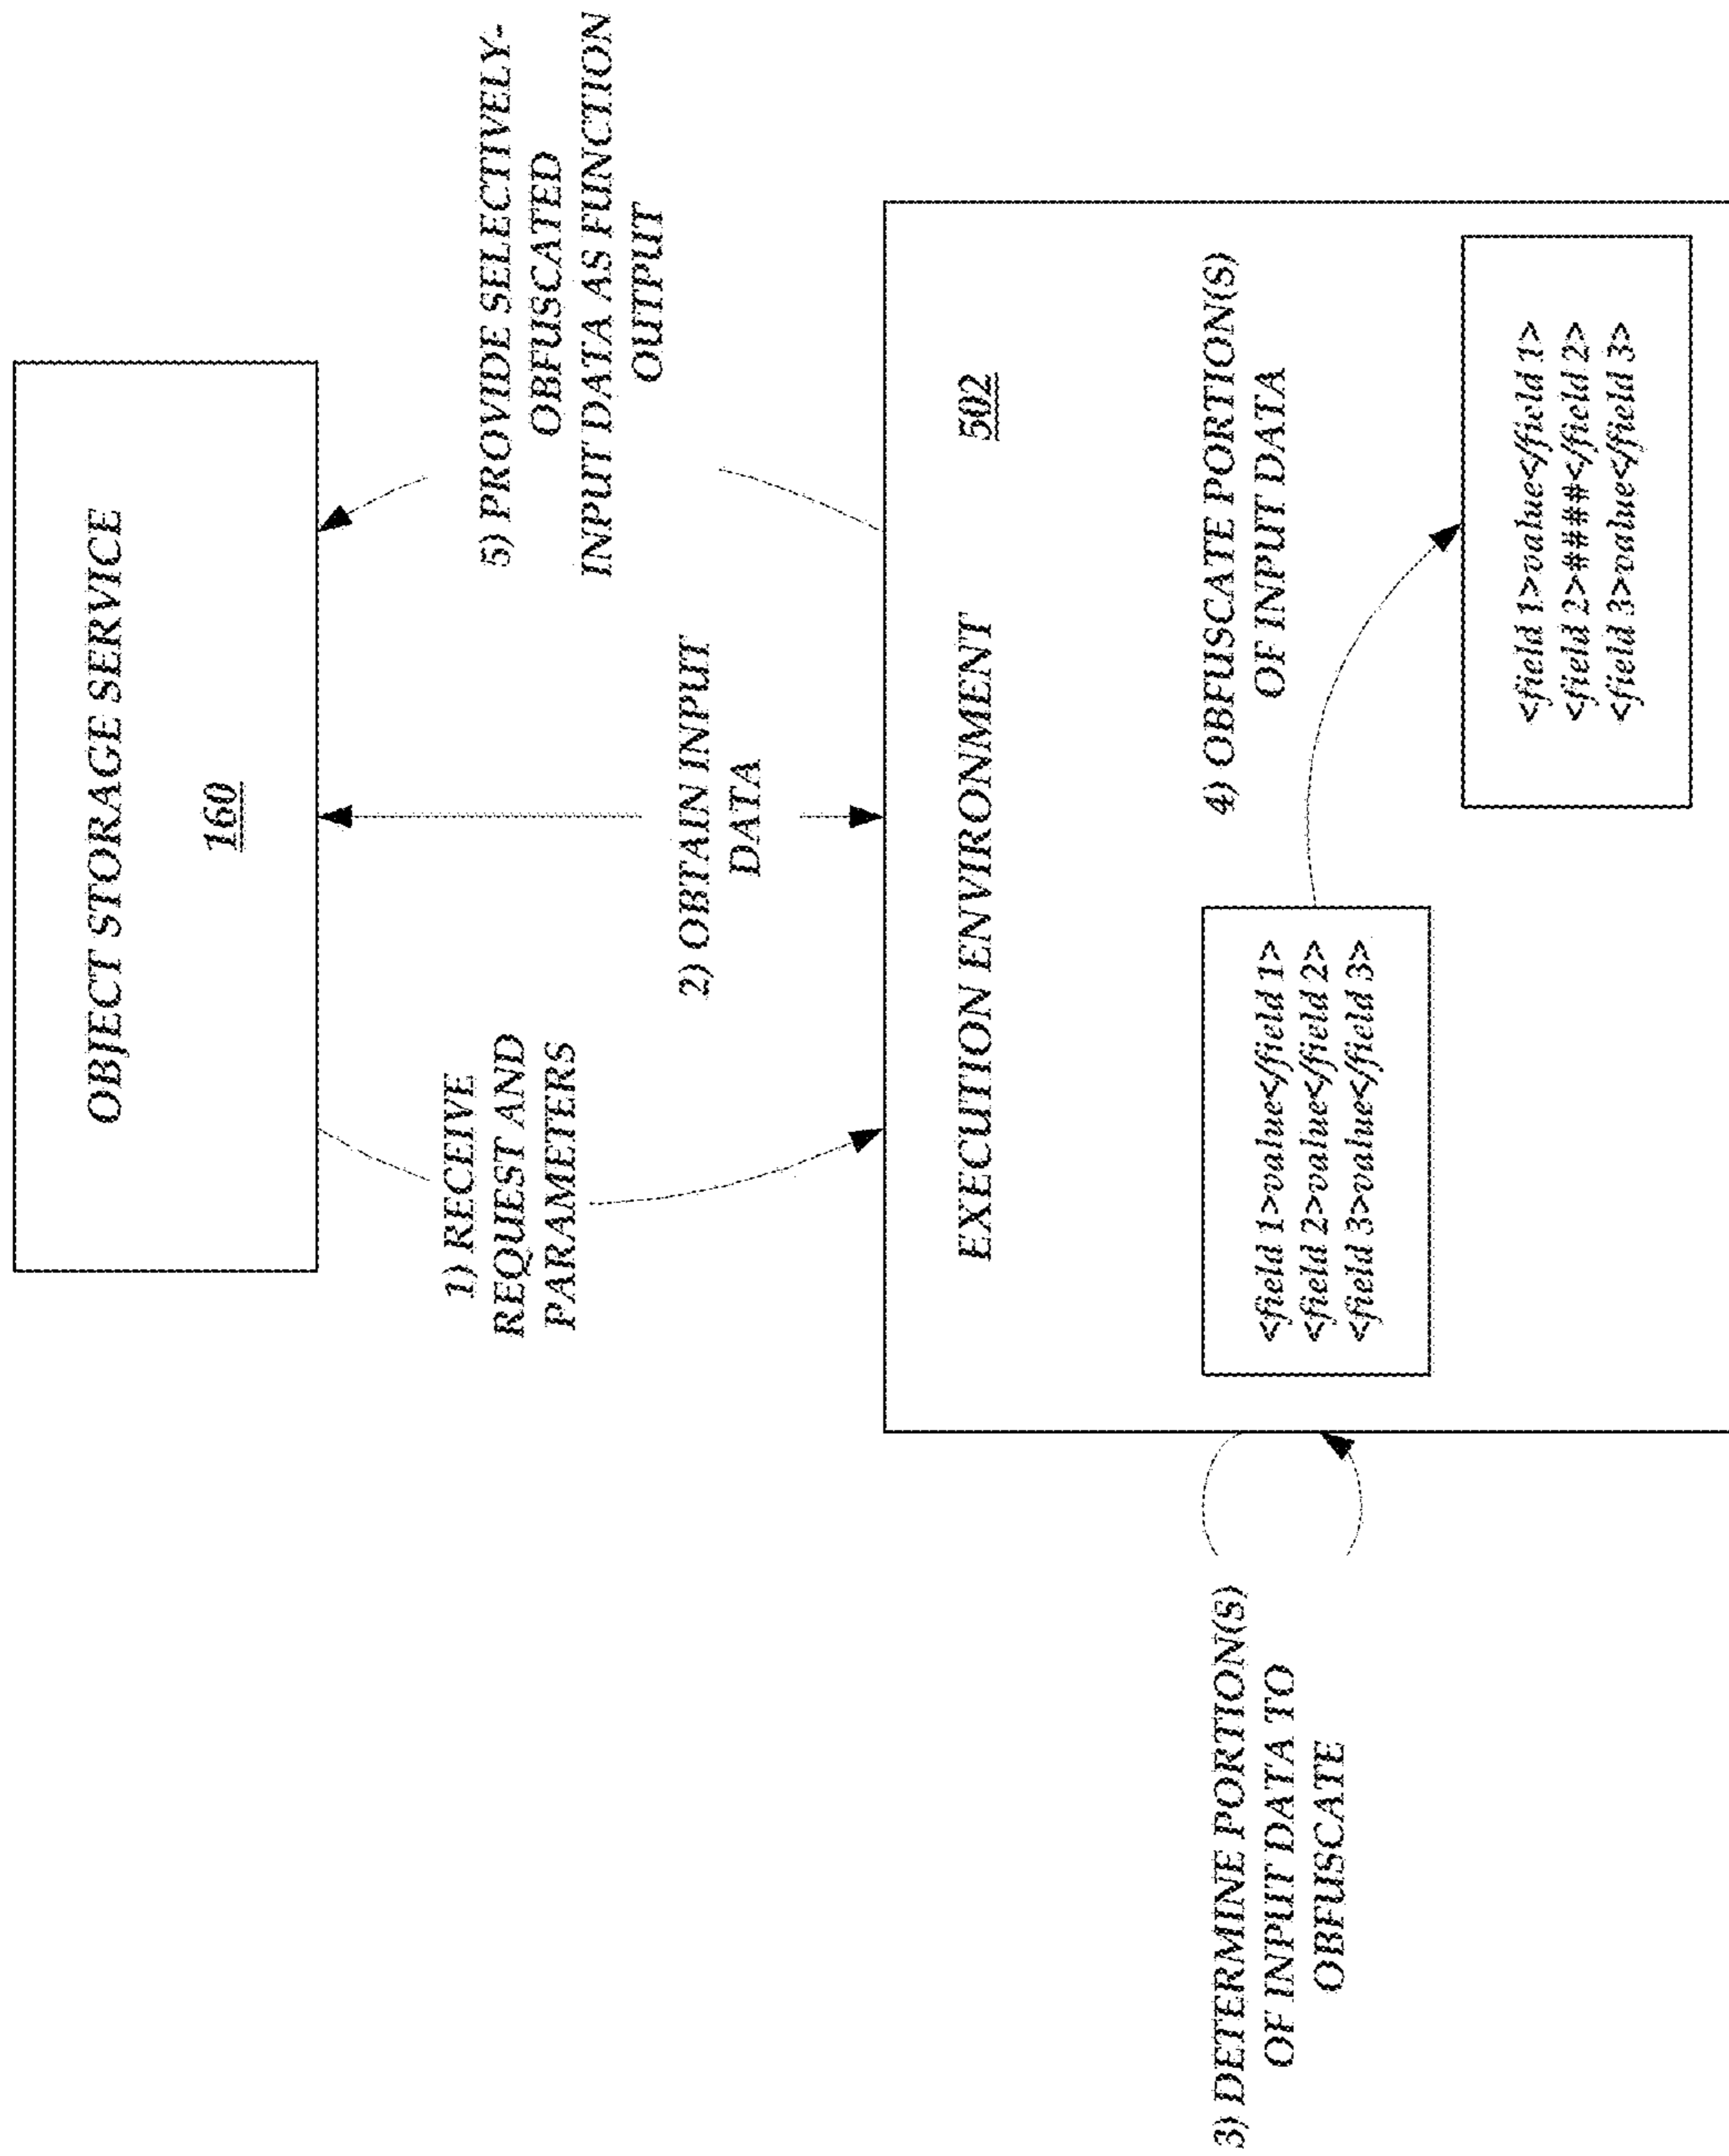 OBJECT STORAGE SERVICE
160
1) RECEIVE
REQUEST AND
PARAMETERS
2) OBTAIN INPUT
DATA
5) PROVIDE SELECTIVELY-
OBFUSCATED
INPUT DATA AS FUNCTION
OUTPUT
EXECUTION ENVIRONMENT
502
3) DETERMINE PORTION(S)
OF INPUT DATA TO
OBFUSCATE
<field 1>value</field 1>
<field 2>value</field 2>
<field 3>value</field 3>
4) OBFUSCATE PORTION(S)
OF INPUT DATA
<field 1>value</field 1>
<field 2>####</field 2>
<field 3>value</field 3>